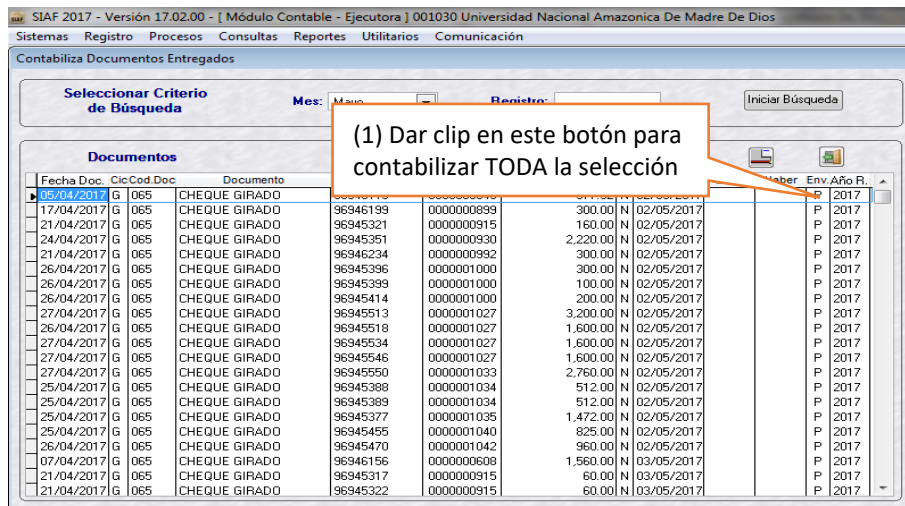 SIAF 2017 - Versión 17.02.00 - [ Módulo Contable - Ejecutora ] 001030 Universidad Nacional Amazonica De Madre De Dios
Sistemas Registro Procesos Consultas Reportes Utilitarios Comunicación
Contabiliza Documentos Entregados
Seleccionar Criterio
de Búsqueda
Mes: Mayo Registro: Iniciar Búsqueda
(1) Dar clip en este botón para
contabilizar TODA la selección
Documentos
Fecha Doc. Cic Cod.Doc Documento Haber Env. Año R.
05/04/2017 G 065 CHEQUE GIRADO P 2017
17/04/2017 G 065 CHEQUE GIRADO 96946199 0000000899 300.00 N 02/05/2017 P 2017
21/04/2017 G 065 CHEQUE GIRADO 96945321 0000000915 160.00 N 02/05/2017 P 2017
24/04/2017 G 065 CHEQUE GIRADO 96945351 0000000930 2,220.00 N 02/05/2017 P 2017
21/04/2017 G 065 CHEQUE GIRADO 96946234 0000000992 300.00 N 02/05/2017 P 2017
26/04/2017 G 065 CHEQUE GIRADO 96945396 0000001000 300.00 N 02/05/2017 P 2017
26/04/2017 G 065 CHEQUE GIRADO 96945399 0000001000 100.00 N 02/05/2017 P 2017
26/04/2017 G 065 CHEQUE GIRADO 96945414 0000001000 200.00 N 02/05/2017 P 2017
27/04/2017 G 065 CHEQUE GIRADO 96945513 0000001027 3,200.00 N 02/05/2017 P 2017
26/04/2017 G 065 CHEQUE GIRADO 96945518 0000001027 1,600.00 N 02/05/2017 P 2017
27/04/2017 G 065 CHEQUE GIRADO 96945534 0000001027 1,600.00 N 02/05/2017 P 2017
27/04/2017 G 065 CHEQUE GIRADO 96945546 0000001027 1,600.00 N 02/05/2017 P 2017
27/04/2017 G 065 CHEQUE GIRADO 96945550 0000001033 2,760.00 N 02/05/2017 P 2017
25/04/2017 G 065 CHEQUE GIRADO 96945388 0000001034 512.00 N 02/05/2017 P 2017
25/04/2017 G 065 CHEQUE GIRADO 96945389 0000001034 512.00 N 02/05/2017 P 2017
25/04/2017 G 065 CHEQUE GIRADO 96945377 0000001035 1,472.00 N 02/05/2017 P 2017
25/04/2017 G 065 CHEQUE GIRADO 96945455 0000001040 825.00 N 02/05/2017 P 2017
26/04/2017 G 065 CHEQUE GIRADO 96945470 0000001042 960.00 N 02/05/2017 P 2017
07/04/2017 G 065 CHEQUE GIRADO 96946156 0000000608 1,560.00 N 03/05/2017 P 2017
21/04/2017 G 065 CHEQUE GIRADO 96945317 0000000915 60.00 N 03/05/2017 P 2017
21/04/2017 G 065 CHEQUE GIRADO 96945322 0000000915 60.00 N 03/05/2017 P 2017